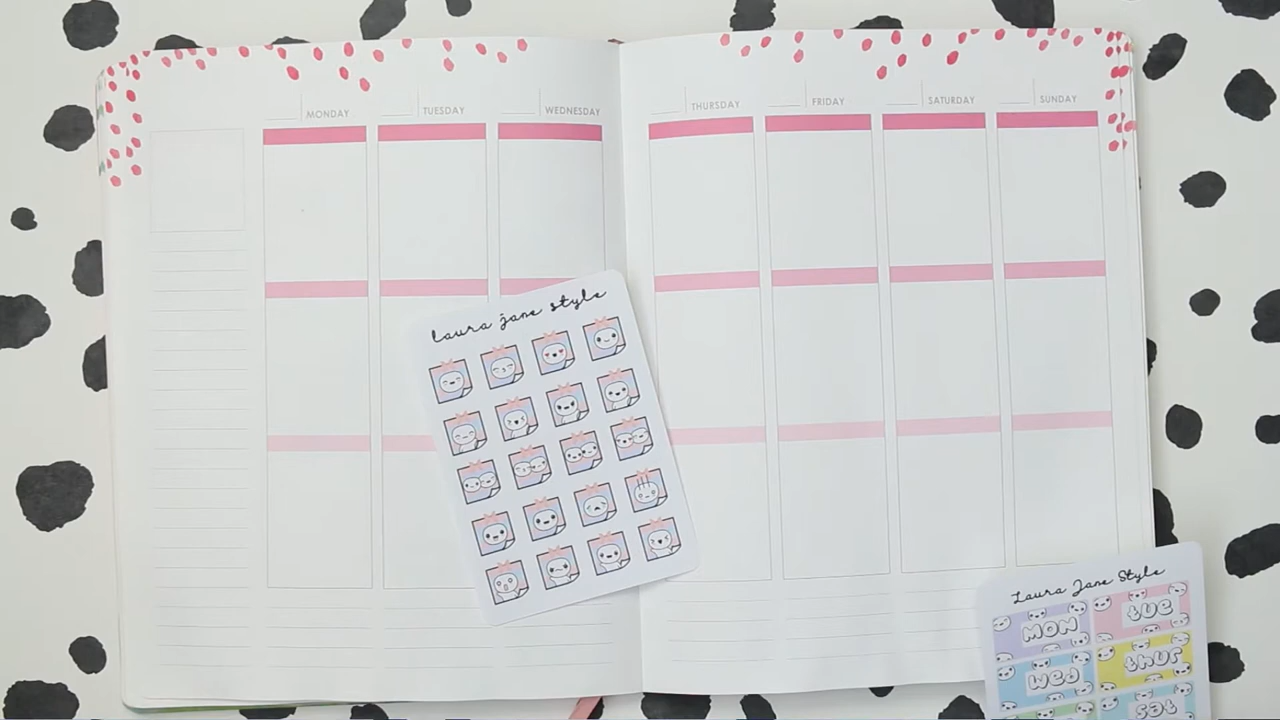 MONDAY
TUESDAY
WEDNESDAY
THURSDAY
FRIDAY
SATURDAY
SUNDAY
laura jane style
Laura Jane Style
MON
tue
wed
thur
sat